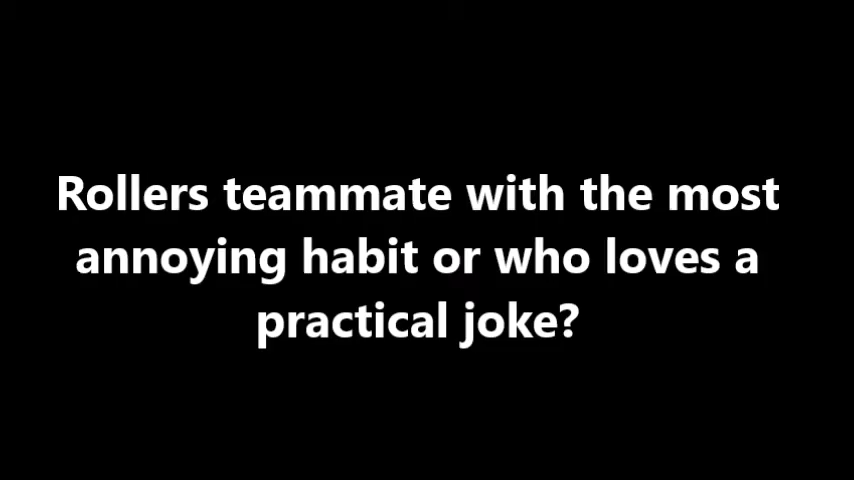 Rollers teammate with the most
annoying habit or who loves a
practical joke?